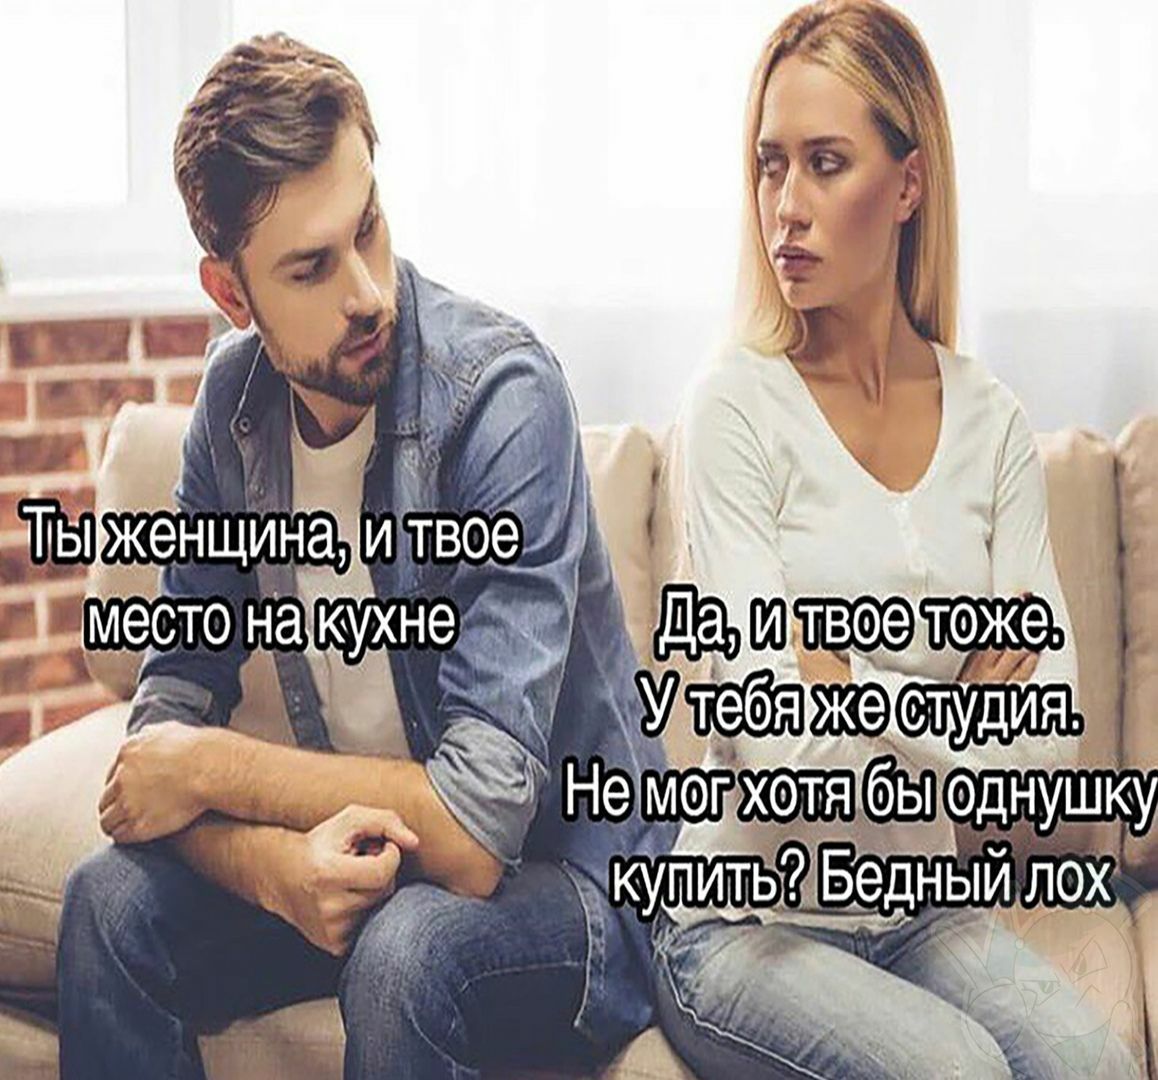 Ты женщина, и твое
место на кухне
Да, и твое тоже.
У тебя же студия.
Не мог хотя бы однушку
купить? Бедный лох